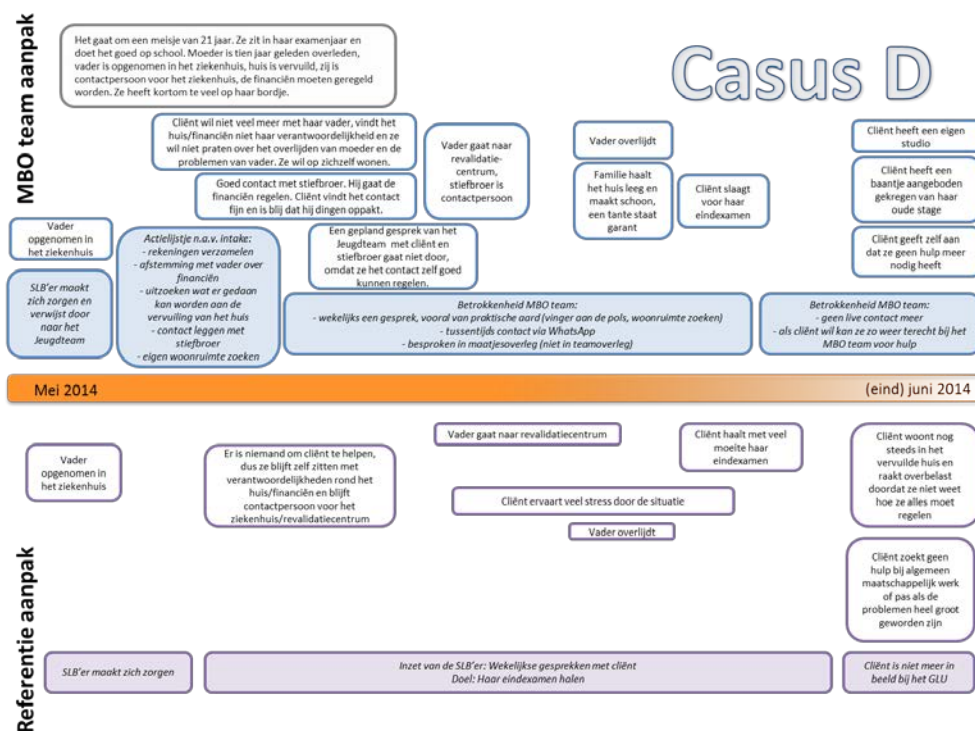 MBO team aanpak
Casus D
Het gaat om een meisje van 21 jaar. Ze zit in haar examenjaar en
doet het goed op school. Moeder is tien jaar geleden overleden,
vader is opgenomen in het ziekenhuis, huis is vervuild, zij is
contactpersoon voor het ziekenhuis, de financiën moeten geregeld
worden. Ze heeft kortom te veel op haar bordje.
Cliënt wil niet veel meer met haar vader, vindt het
huis/financiën niet haar verantwoordelijkheid en ze
wil niet praten over het overlijden van moeder en de
problemen van vader. Ze wil op zichzelf wonen.
Goed contact met stiefbroer. Hij gaat de
financiën regelen. Cliënt vindt het contact
fijn en is blij dat hij dingen oppakt.
Vader gaat naar
revalidatie-
centrum,
stiefbroer is
contactpersoon
Vader overlijdt
Familie haalt
het huis leeg en
maakt schoon,
een tante staat
garant
Cliënt slaagt
voor haar
eindexamen
Cliënt heeft een eigen
studio
Cliënt heeft een
baantje aangeboden
gekregen van haar
oude stage
Cliënt geeft zelf aan
dat ze geen hulp meer
nodig heeft
Vader
opgenomen in
het ziekenhuis
SLB'er maakt
zich zorgen en
verwijst door
naar het
Jeugdteam
Actielijstje n.a.v. intake:
- rekeningen verzamelen
- afstemming met vader over
financiën
- uitzoeken wat er gedaan
kan worden aan de
vervuiling van het huis
- contact leggen met
stiefbroer
- eigen woonruimte zoeken
Een gepland gesprek van het
Jeugdteam met cliënt en
stiefbroer gaat niet door,
omdat ze het contact zelf goed
kunnen regelen.
Betrokkenheid MBO team:
- wekelijks een gesprek, vooral van praktische aard (vinger aan de pols, woonruimte zoeken)
- tussentijds contact via WhatsApp
- besproken in maatjesoverleg (niet in teamoverleg)
Betrokkenheid MBO team:
- geen live contact meer
- als cliënt wil kan ze zo weer terecht bij het
MBO team voor hulp
Mei 2014
(eind) juni 2014
Referentie aanpak
Vader
opgenomen in
het ziekenhuis
Er is niemand om cliënt te helpen,
dus ze blijft zelf zitten met
verantwoordelijkheden rond het
huis/financiën en blijft
contactpersoon voor het
ziekenhuis/revalidatiecentrum
Vader gaat naar revalidatiecentrum
Cliënt haalt met veel
moeite haar
eindexamen
Cliënt ervaart veel stress door de situatie
Vader overlijdt
Cliënt woont nog
steeds in het
vervuilde huis en
raakt overbelast
doordat ze niet weet
hoe ze alles moet
regelen
Cliënt zoekt geen
hulp bij algemeen
maatschappelijk werk
of pas als de
problemen heel groot
geworden zijn
SLB'er maakt zich zorgen
Inzet van de SLB'er: Wekelijkse gesprekken met cliënt
Doel: Haar eindexamen halen
Cliënt is niet meer in
beeld bij het GLU